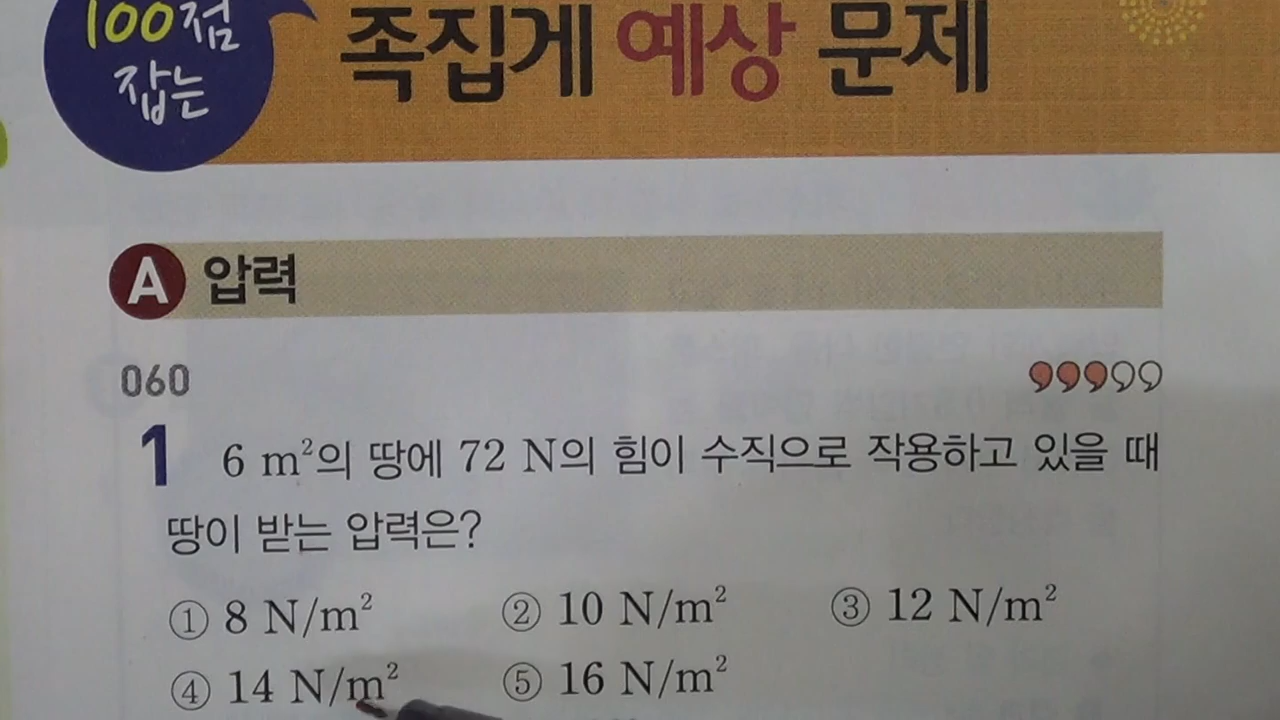 100점
잡는
족집게 예상 문제
A 압력
060
1 6 m²의 땅에 72 N의 힘이 수직으로 작용하고 있을 때
땅이 받는 압력은?
① 8 N/m² ② 10 N/m² ③ 12 N/m²
④ 14 N/m² ⑤ 16 N/m²